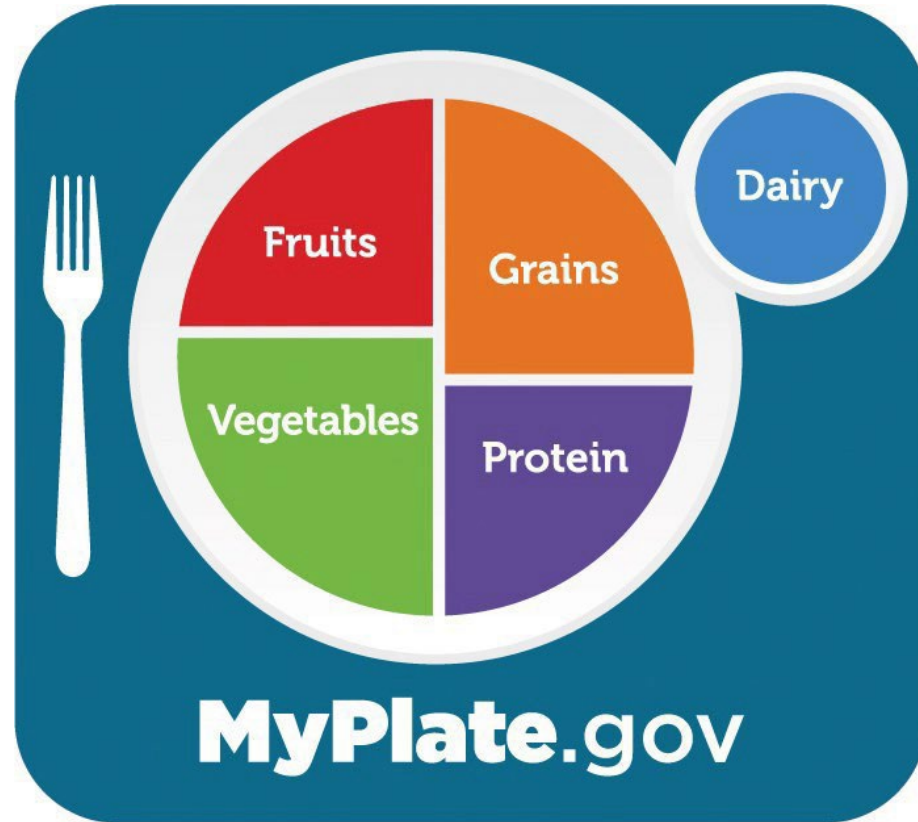 Fruits
Grains
Dairy
Vegetables
Protein
MyPlate.gov